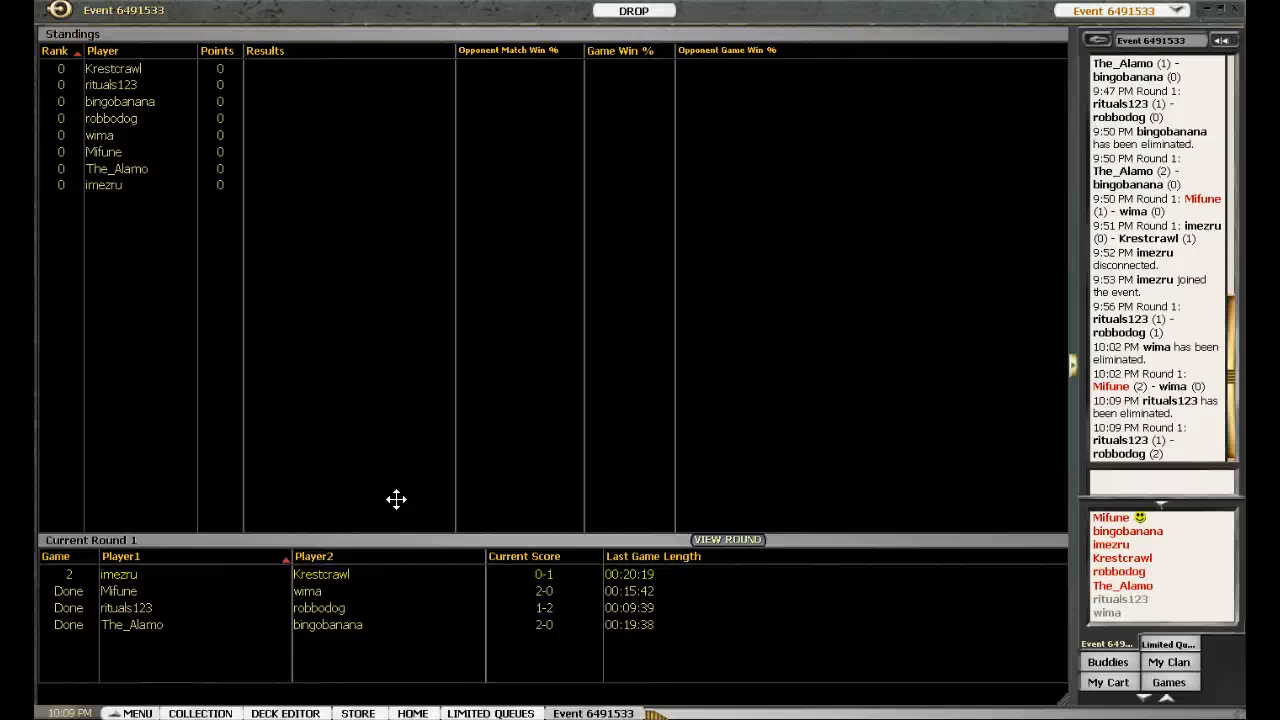 Event 6491533
DROP
Event 6491533
Standings
Rank Player Points Results Opponent Match Win % Game Win % Opponent Game Win %
0 Krestcrawl 0
0 rituals123 0
0 bingobanana 0
0 robbodog 0
0 wima 0
0 Mifune 0
0 The_Alamo 0
0 imezru 0
Current Round 1
VIEW ROUND
Game Player1 Player2 Current Score Last Game Length
2 imezru Krestcrawl 0-1 00:20:19
Done Mifune wima 2-0 00:15:42
Done rituals123 robbodog 1-2 00:09:39
Done The_Alamo bingobanana 2-0 00:19:38
Event 6491533
The_Alamo (1) -
bingobanana (0)
9:47 PM Round 1:
rituals123 (1) -
robbodog (0)
9:50 PM bingobanana
has been eliminated.
9:50 PM Round 1:
The_Alamo (2) -
bingobanana (0)
9:50 PM Round 1: Mifune
(1) - wima (0)
9:51 PM Round 1: imezru
(0) - Krestcrawl (1)
9:52 PM imezru
disconnected.
9:53 PM imezru joined
the event.
9:56 PM Round 1:
rituals123 (1) -
robbodog (1)
10:02 PM wima has been
eliminated.
10:02 PM Round 1:
Mifune (2) - wima (0)
10:09 PM rituals123 has
been eliminated.
10:09 PM Round 1:
rituals123 (1) -
robbodog (2)
Mifune
bingobanana
imezru
Krestcrawl
robbodog
The_Alamo
rituals123
wima
Event 649... Limited Qu...
Buddies My Clan
My Cart Games
10:09 PM MENU COLLECTION DECK EDITOR STORE HOME LIMITED QUEUES Event 6491533